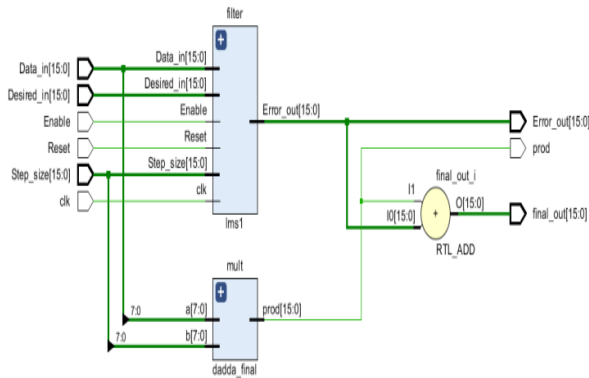 filter
Data_in[15:0]
Data_in[15:0]
Desired_in[15:0]
Desired_in[15:0]
Enable
Enable
Reset
Reset
Step_size[15:0]
Step_size[15:0]
clk
clk
Error_out[15:0]
lms1
Error_out[15:0]
prod
final_out_i
I1
I0[15:0]
+
O[15:0]
final_out[15:0]
RTL_ADD
mult
7:0
a[7:0]
prod[15:0]
7:0
b[7:0]
dadda_final